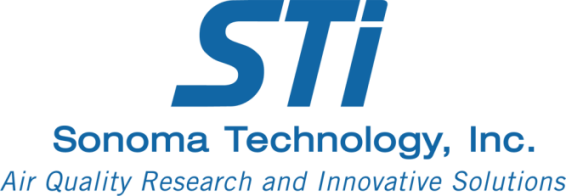 STi
Sonoma Technology, Inc.
Air Quality Research and Innovative Solutions